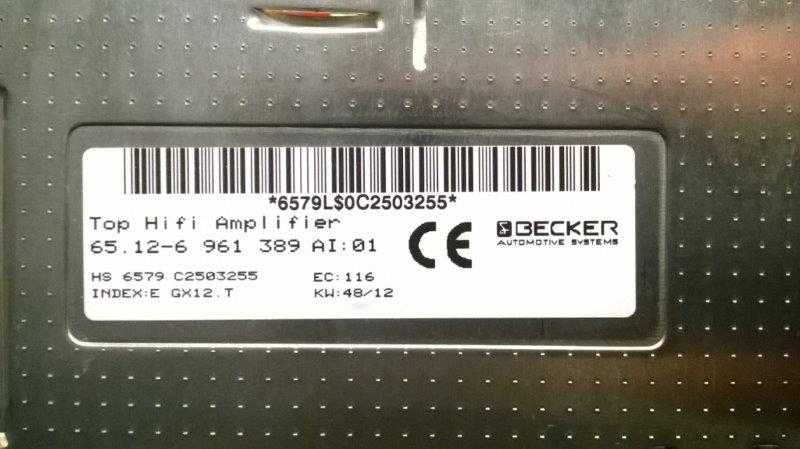 *6579L$0C2503255*
Top Hifi Amplifier
65.12-6 961 389 AI:01
CE
BECKER
AUTOMOTIVE SYSTEMS
HS 6579 C2503255 EC:116
INDEX:E GX12.T KW:48/12